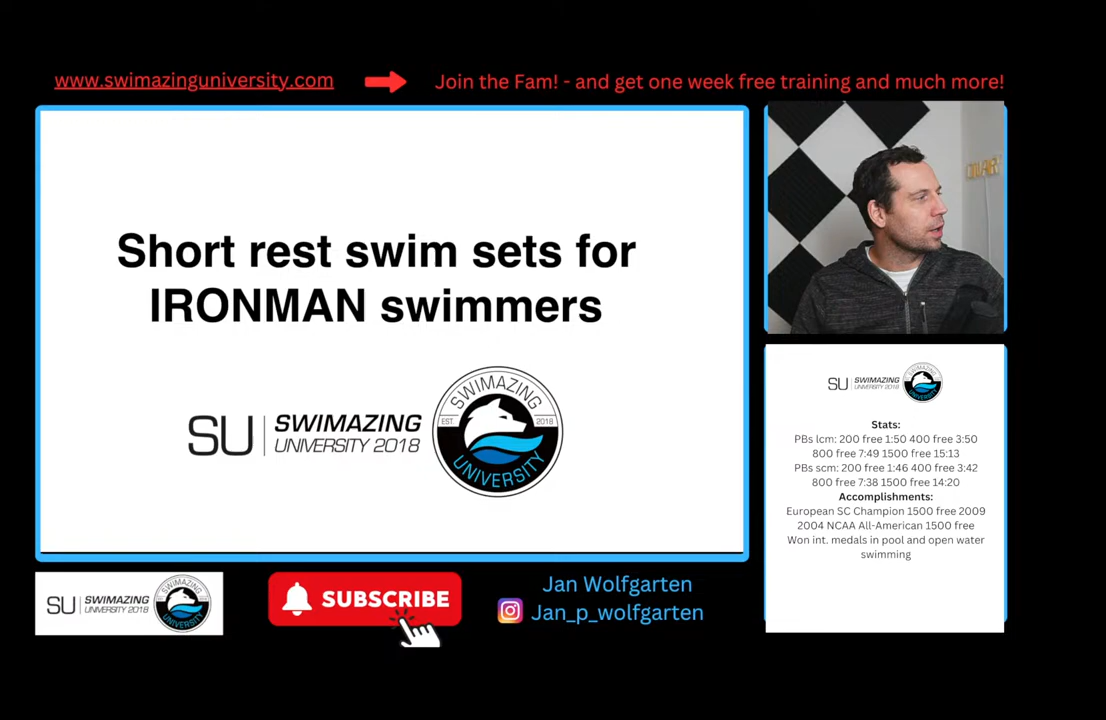 www.swimazinguniversity.com
Join the Fam! - and get one week free training and much more!
Short rest swim sets for
IRONMAN swimmers
SU | SWIMAZING
UNIVERSITY 2018
SWIMAZING
EST. 2018
UNIVERSITY
SU | SWIMAZING
UNIVERSITY 2018
Stats:
PBs lcm: 200 free 1:50 400 free 3:50
800 free 7:49 1500 free 15:13
PBs scm: 200 free 1:46 400 free 3:42
800 free 7:38 1500 free 14:20
Accomplishments:
European SC Champion 1500 free 2009
2004 NCAA All-American 1500 free
Won int. medals in pool and open water
swimming
SU | SWIMAZING
UNIVERSITY 2018
SUBSCRIBE
Jan Wolfgarten
Jan_p_wolfgarten